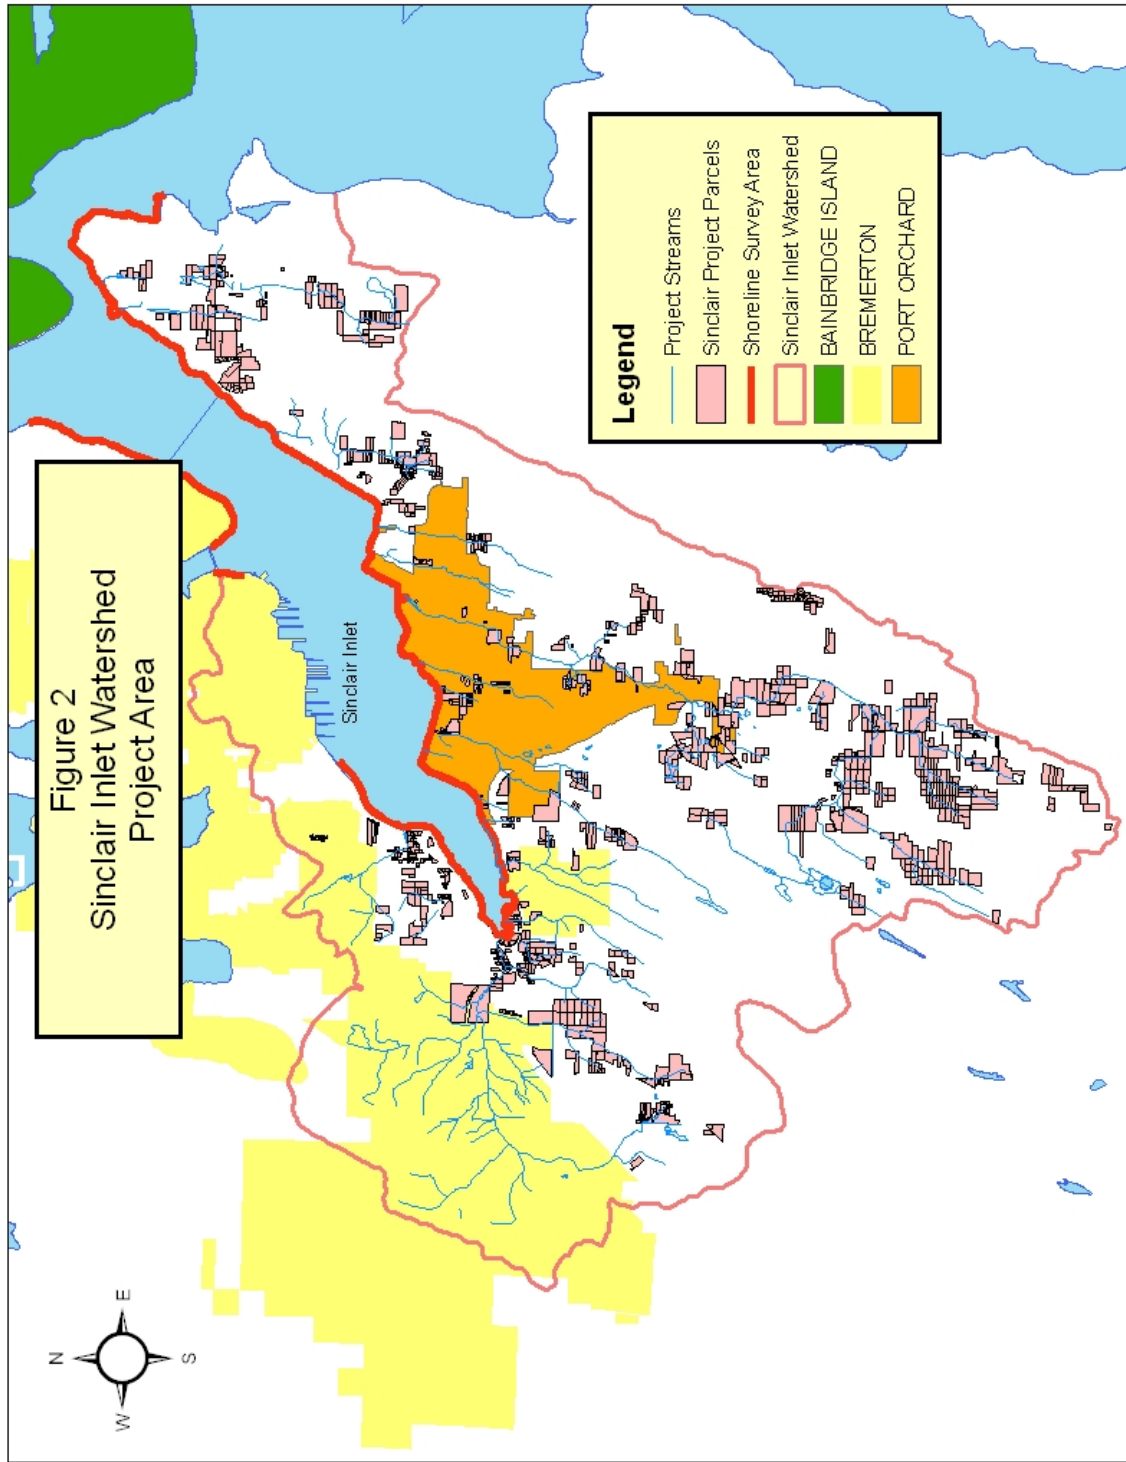 Figure 2
Sinclair Inlet Watershed
Project Area
N
W
E
S
Sinclair Inlet
Legend
Project Streams
Sinclair Project Parcels
Shoreline Survey Area
Sinclair Inlet Watershed
BAINBRIDGE ISLAND
BREMERTON
PORT ORCHARD